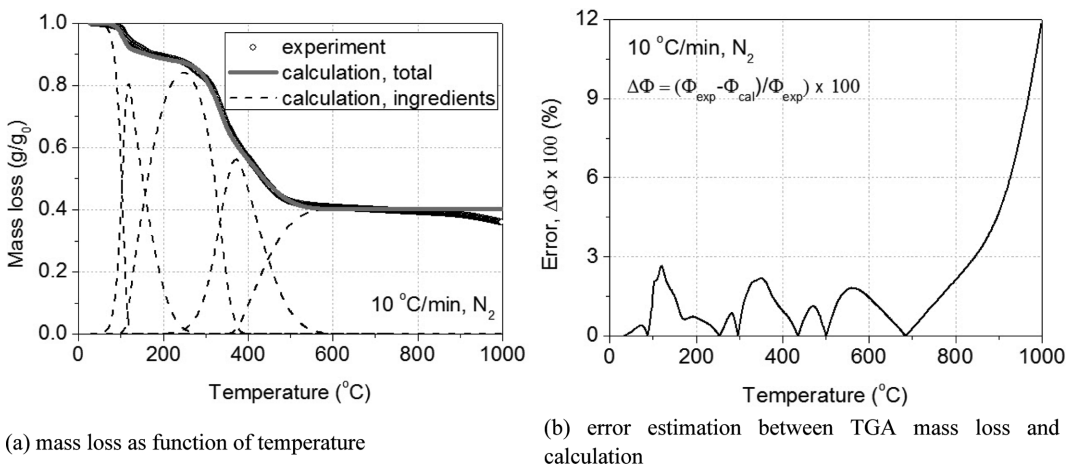 1.0
0.8
0.6
0.4
0.2
0.0
Mass loss (g/g₀)
experiment
calculation, total
calculation, ingredients
10 °C/min, N₂
0 200 400 600 800 1000
Temperature (°C)
(a) mass loss as function of temperature
12
9
6
3
0
Error, ΔΦ x 100 (%)
10 °C/min, N₂
ΔΦ = (Φexp-Φcal)/Φexp) x 100
0 200 400 600 800 1000
Temperature (°C)
(b) error estimation between TGA mass loss and
calculation